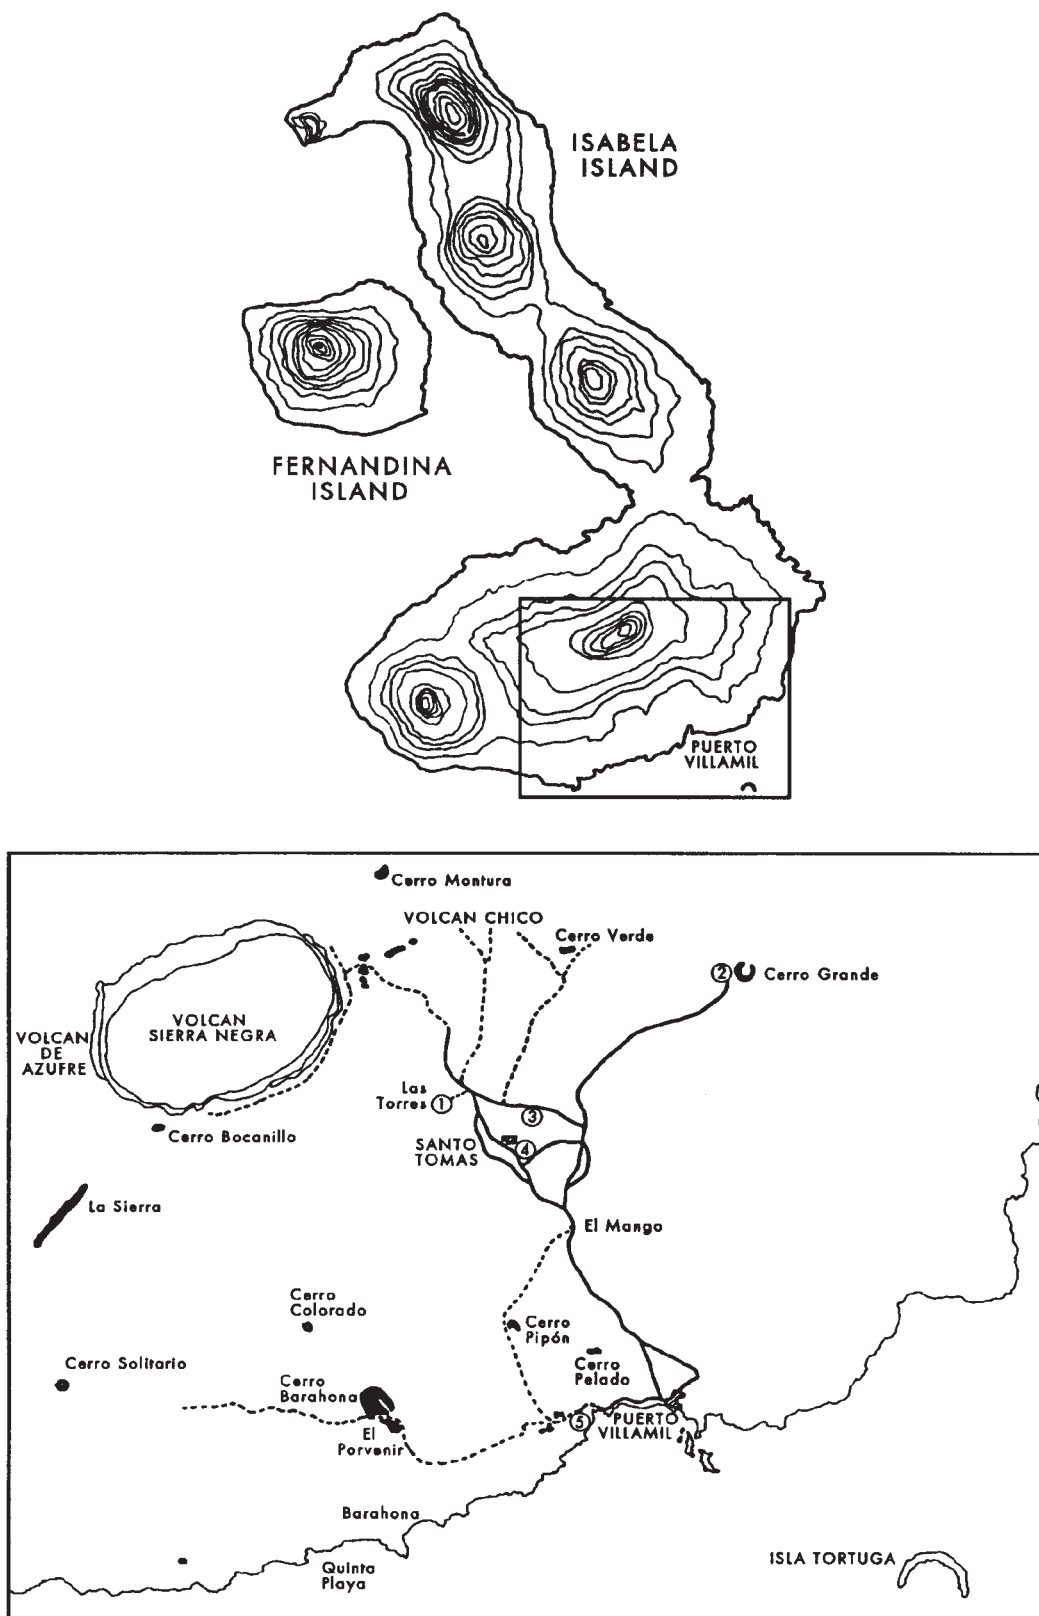 ISABELA
ISLAND
FERNANDINA
ISLAND
PUERTO
VILLAMIL
Cerro Montura
VOLCAN CHICO
Cerro Verde
2
Cerro Grande
VOLCAN
SIERRA NEGRA
VOLCAN
DE
AZUFRE
Las
Torres 1
3
Cerro Bocanillo
SANTO
TOMAS
4
La Sierra
El Mango
Cerro
Colorado
Cerro
Pipón
Cerro Solitario
Cerro
Pelado
Cerro
Barahona
El
Porvenir
5
PUERTO
VILLAMIL
Barahona
Quinta
Playa
ISLA TORTUGA